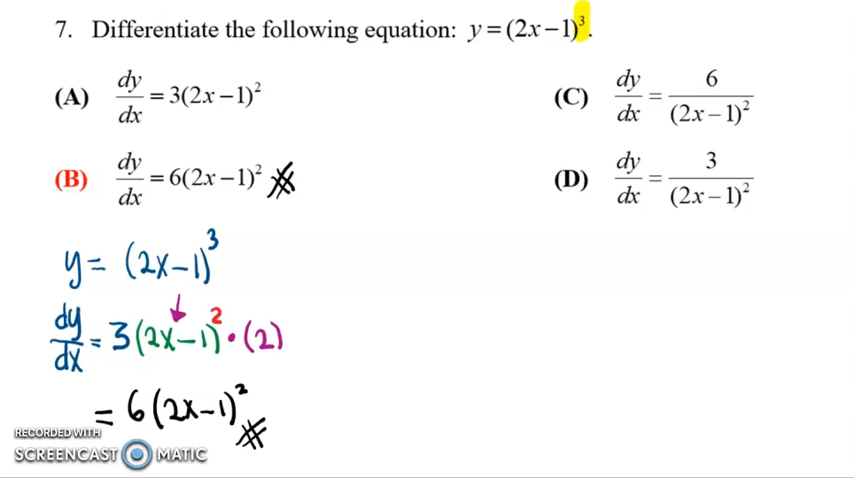 7. Differentiate the following equation: y = (2x − 1)³.
(A) dy/dx = 3(2x − 1)²
(C) dy/dx = 6/(2x − 1)²
(B) dy/dx = 6(2x − 1)²
(D) dy/dx = 3/(2x − 1)²
y = (2x − 1)³
dy/dx = 3(2x − 1)² • (2)
= 6(2x − 1)²
RECORDED WITH
SCREENCAST MATIC